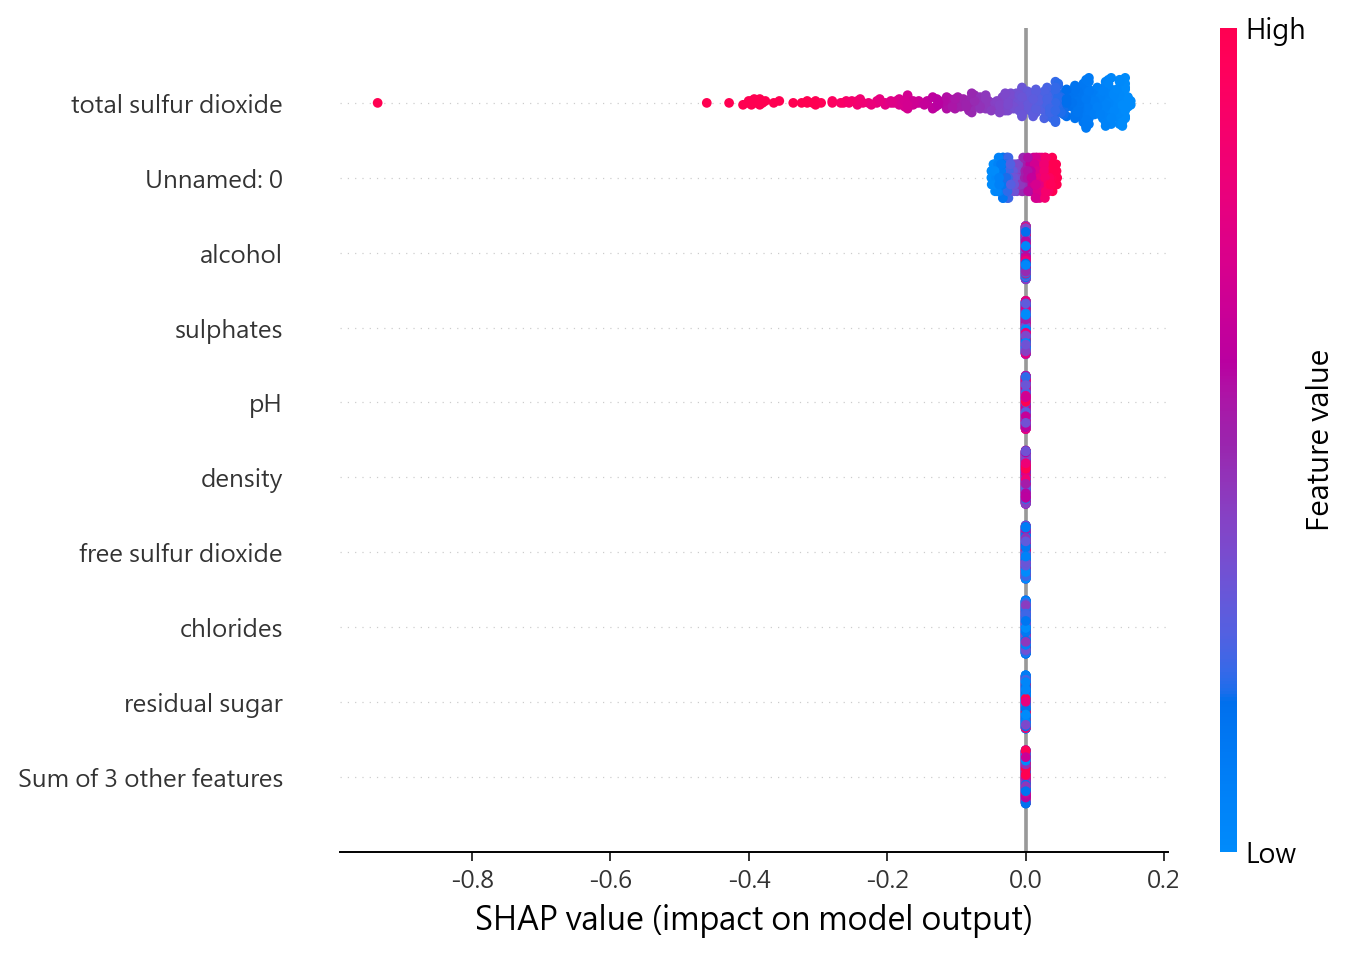 High
total sulfur dioxide
Unnamed: 0
alcohol
sulphates
pH
density
free sulfur dioxide
chlorides
residual sugar
Sum of 3 other features
Feature value
Low
-0.8 -0.6 -0.4 -0.2 0.0 0.2
SHAP value (impact on model output)